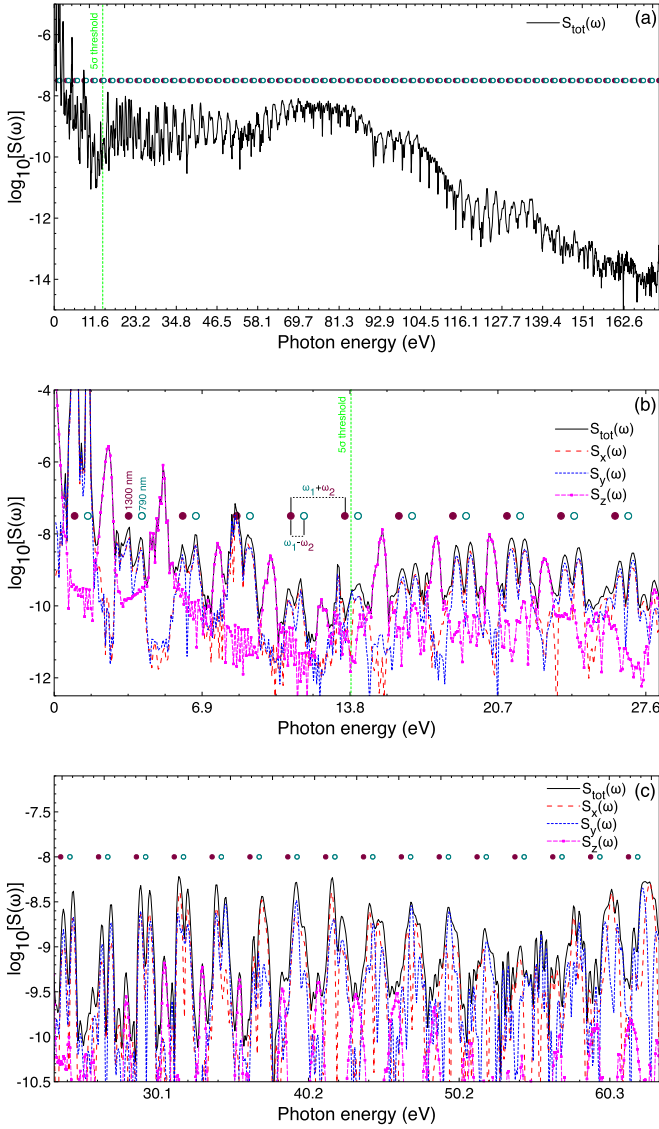 (a)
S_tot(ω)
5σ threshold
log₁₀[S(ω)]
-6
-8
-10
-12
-14
0 11.6 23.2 34.8 46.5 58.1 69.7 81.3 92.9 104.5 116.1 127.7 139.4 151 162.6
Photon energy (eV)
(b)
S_tot(ω)
S_x(ω)
S_y(ω)
S_z(ω)
5σ threshold
1300 nm
790 nm
ω₁+ω₂
ω₁-ω₂
log₁₀[S(ω)]
-4
-6
-8
-10
-12
0 6.9 13.8 20.7 27.6
Photon energy (eV)
(c)
S_tot(ω)
S_x(ω)
S_y(ω)
S_z(ω)
log₁₀[S(ω)]
-7.5
-8
-8.5
-9
-9.5
-10
-10.5
30.1 40.2 50.2 60.3
Photon energy (eV)